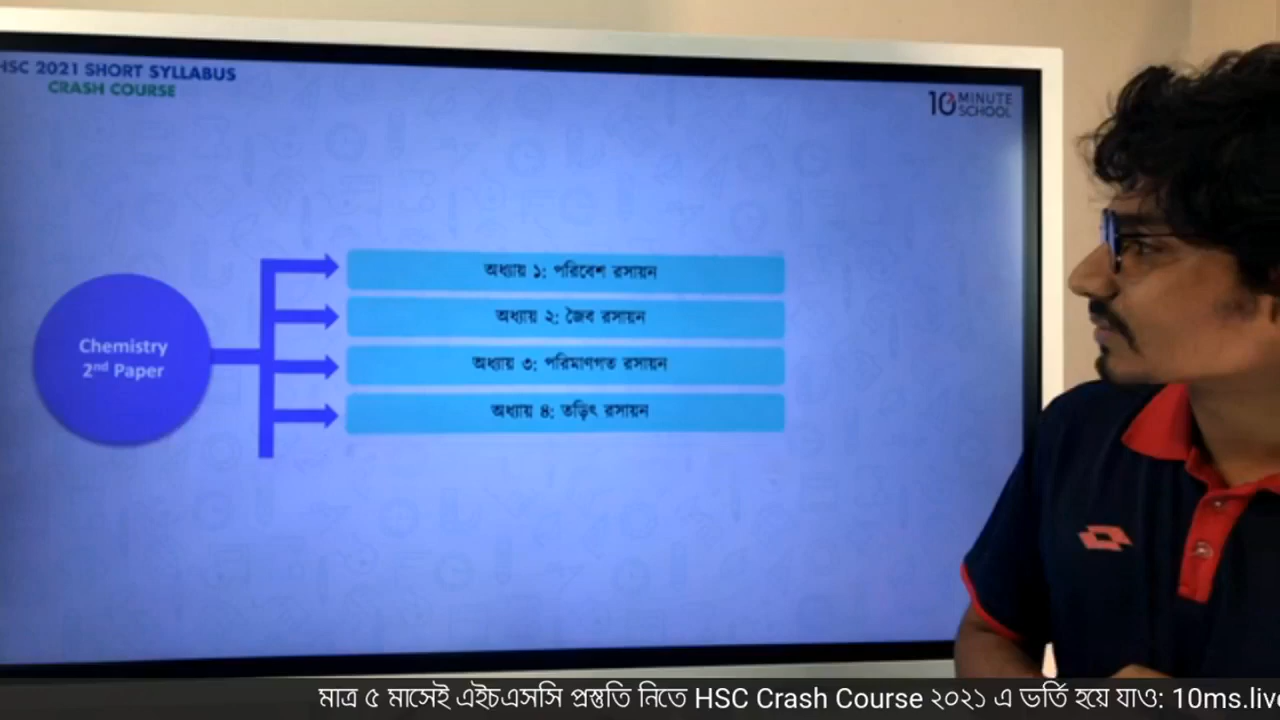 HSC 2021 SHORT SYLLABUS
CRASH COURSE
10 MINUTE
SCHOOL
Chemistry
2nd Paper
অধ্যায় ১: পরিবেশ রসায়ন
অধ্যায় ২: জৈব রসায়ন
অধ্যায় ৩: পরিমাণগত রসায়ন
অধ্যায় ৪: তড়িৎ রসায়ন
মাত্র ৫ মাসেই এইচএসসি প্রস্তুতি নিতে HSC Crash Course ২০২১ এ ভর্তি হয়ে যাও: 10ms.live